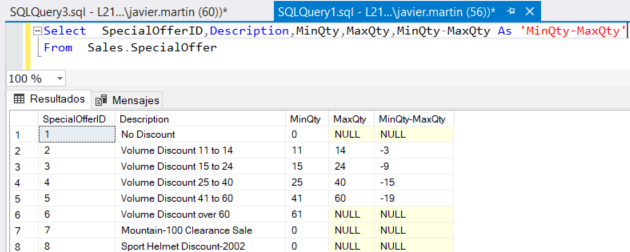 SQLQuery3.sql - L21...\javier.martin (60))* SQLQuery1.sql - L21...\javier.martin (56))*
Select SpecialOfferID,Description,MinQty,MaxQty,MinQty-MaxQty As 'MinQty-MaxQty'
From Sales.SpecialOffer
100 %
Resultados Mensajes
SpecialOfferID Description MinQty MaxQty MinQty-MaxQty
1 1 No Discount 0 NULL NULL
2 2 Volume Discount 11 to 14 11 14 -3
3 3 Volume Discount 15 to 24 15 24 -9
4 4 Volume Discount 25 to 40 25 40 -15
5 5 Volume Discount 41 to 60 41 60 -19
6 6 Volume Discount over 60 61 NULL NULL
7 7 Mountain-100 Clearance Sale 0 NULL NULL
8 8 Sport Helmet Discount-2002 0 NULL NULL